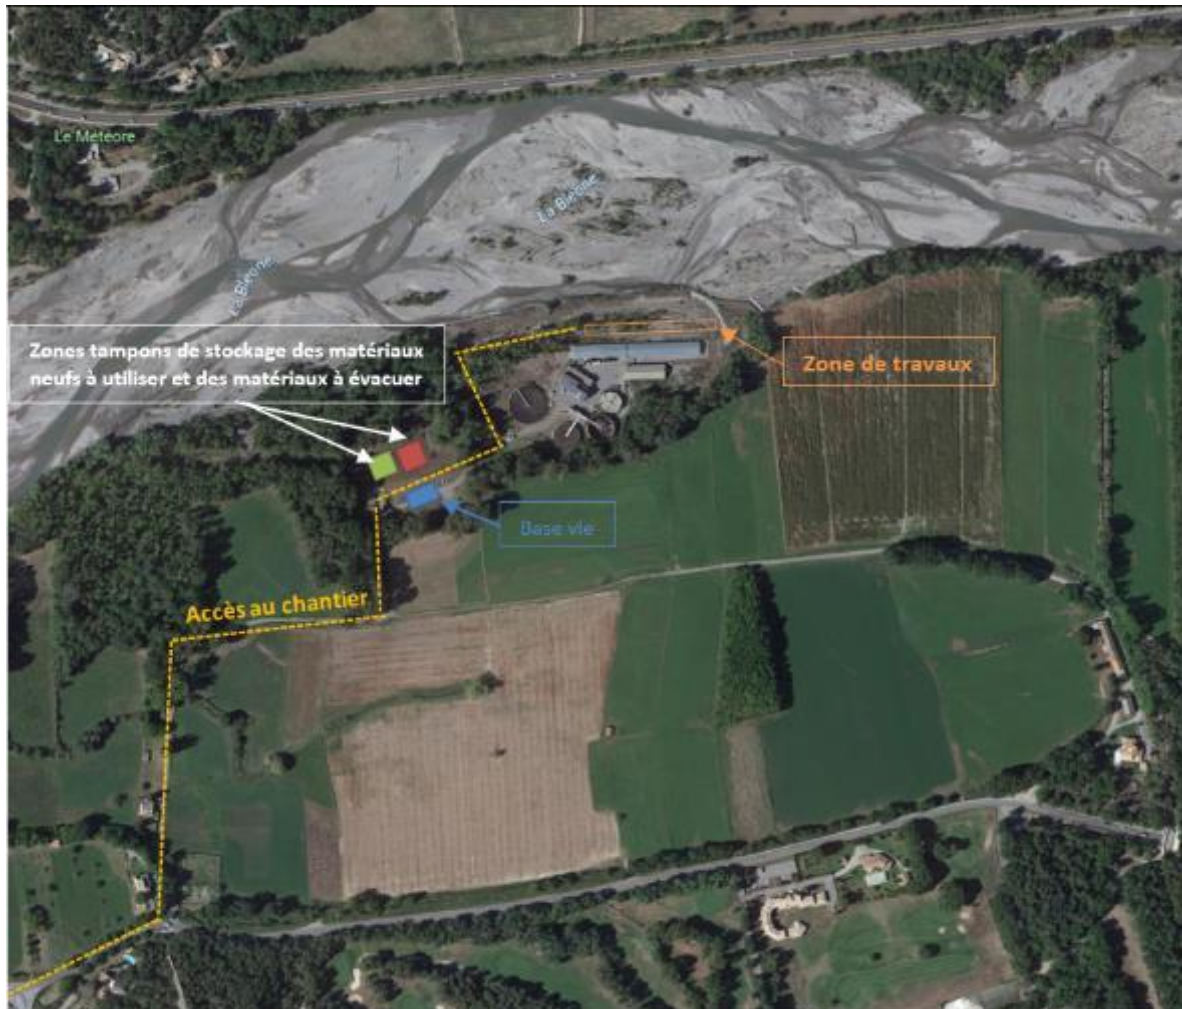 Le Météore
La Bléone
La Bléone
Zones tampons de stockage des matériaux
neufs à utiliser et des matériaux à évacuer
Zone de travaux
Base vie
Accès au chantier